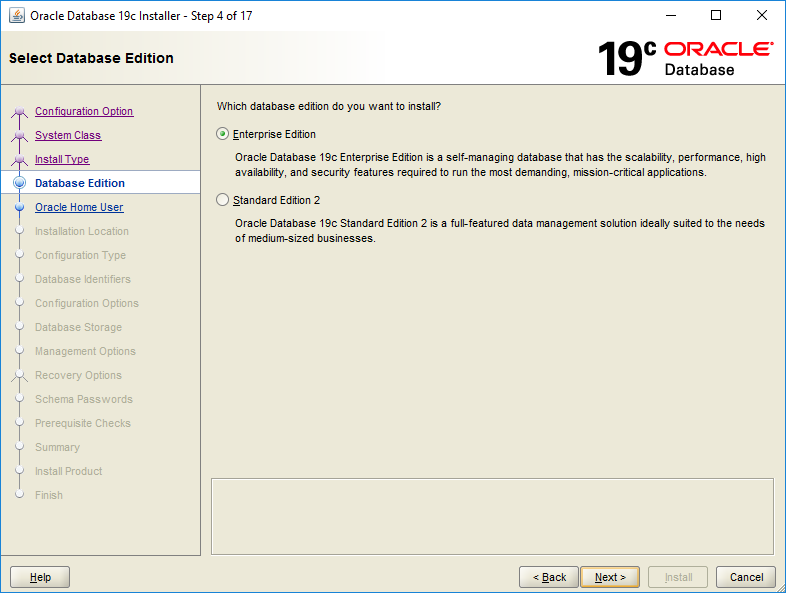 Oracle Database 19c Installer - Step 4 of 17
Select Database Edition
19c ORACLE
Database
Configuration Option
System Class
Install Type
Database Edition
Oracle Home User
Installation Location
Configuration Type
Database Identifiers
Configuration Options
Database Storage
Management Options
Recovery Options
Schema Passwords
Prerequisite Checks
Summary
Install Product
Finish
Which database edition do you want to install?
Enterprise Edition
Oracle Database 19c Enterprise Edition is a self-managing database that has the scalability, performance, high
availability, and security features required to run the most demanding, mission-critical applications.
Standard Edition 2
Oracle Database 19c Standard Edition 2 is a full-featured data management solution ideally suited to the needs
of medium-sized businesses.
Help
< Back
Next >
Install
Cancel